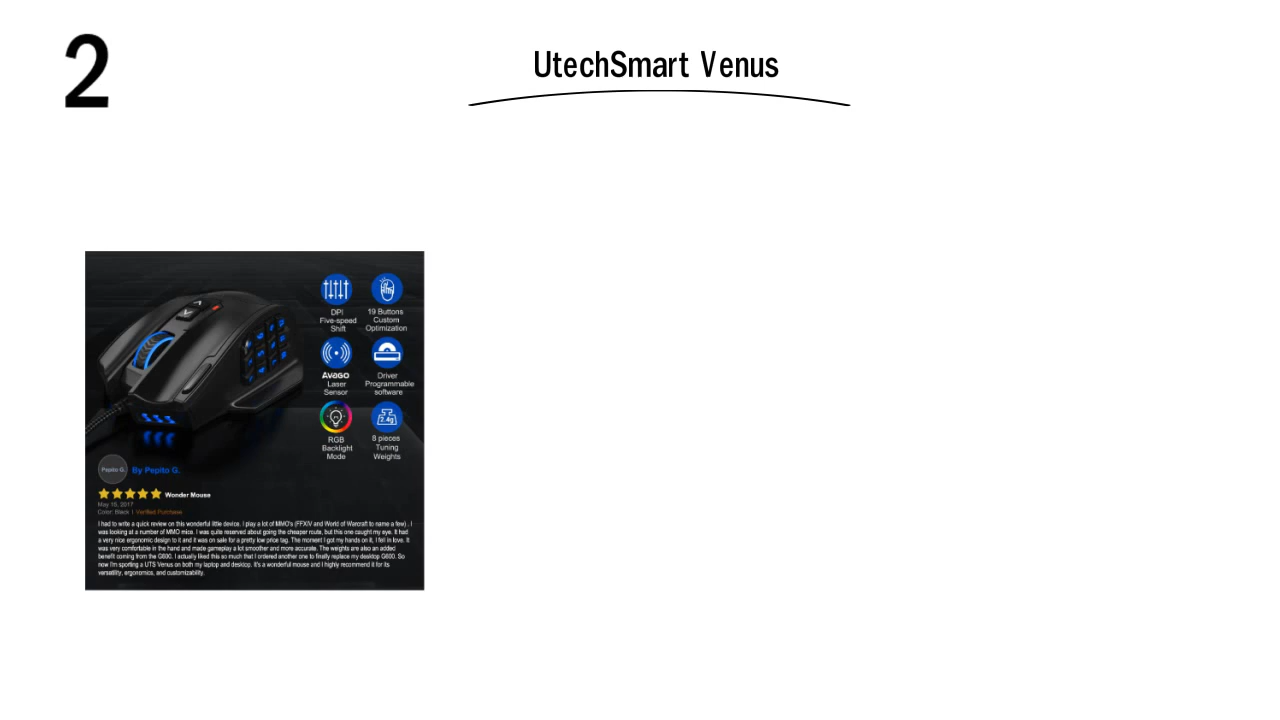 2
UtechSmart Venus
DPI
Five-speed
Shift
19 Buttons
Custom
Optimization
AVAGO
Laser
Sensor
Driver
Programmable
software
2.4g
RGB
Backlight
Mode
8 pieces
Tuning
Weights
Pepito G.
By Pepito G.
Wonder Mouse
May 15, 2017
Color: Black | Verified Purchase
I had to write a quick review on this wonderful little device. I play a lot of MMO's (FFXIV and World of Warcraft to name a few) . I
was looking at a number of MMO mice. I was quite reserved about going the cheaper route, but this one caught my eye. It had
a very nice ergonomic design to it and it was on sale for a pretty low price tag. The moment I got my hands on it, I fell in love. It
was very comfortable in the hand and made gameplay a lot smoother and more accurate. The weights are also an added
benefit coming from the G600. I actually liked this so much that I ordered another one to finally replace my desktop G600. So
now I'm sporting a UTS Venus on both my laptop and desktop. It's a wonderful mouse and I highly recommend it for its
versatility, ergonomics, and customizability.